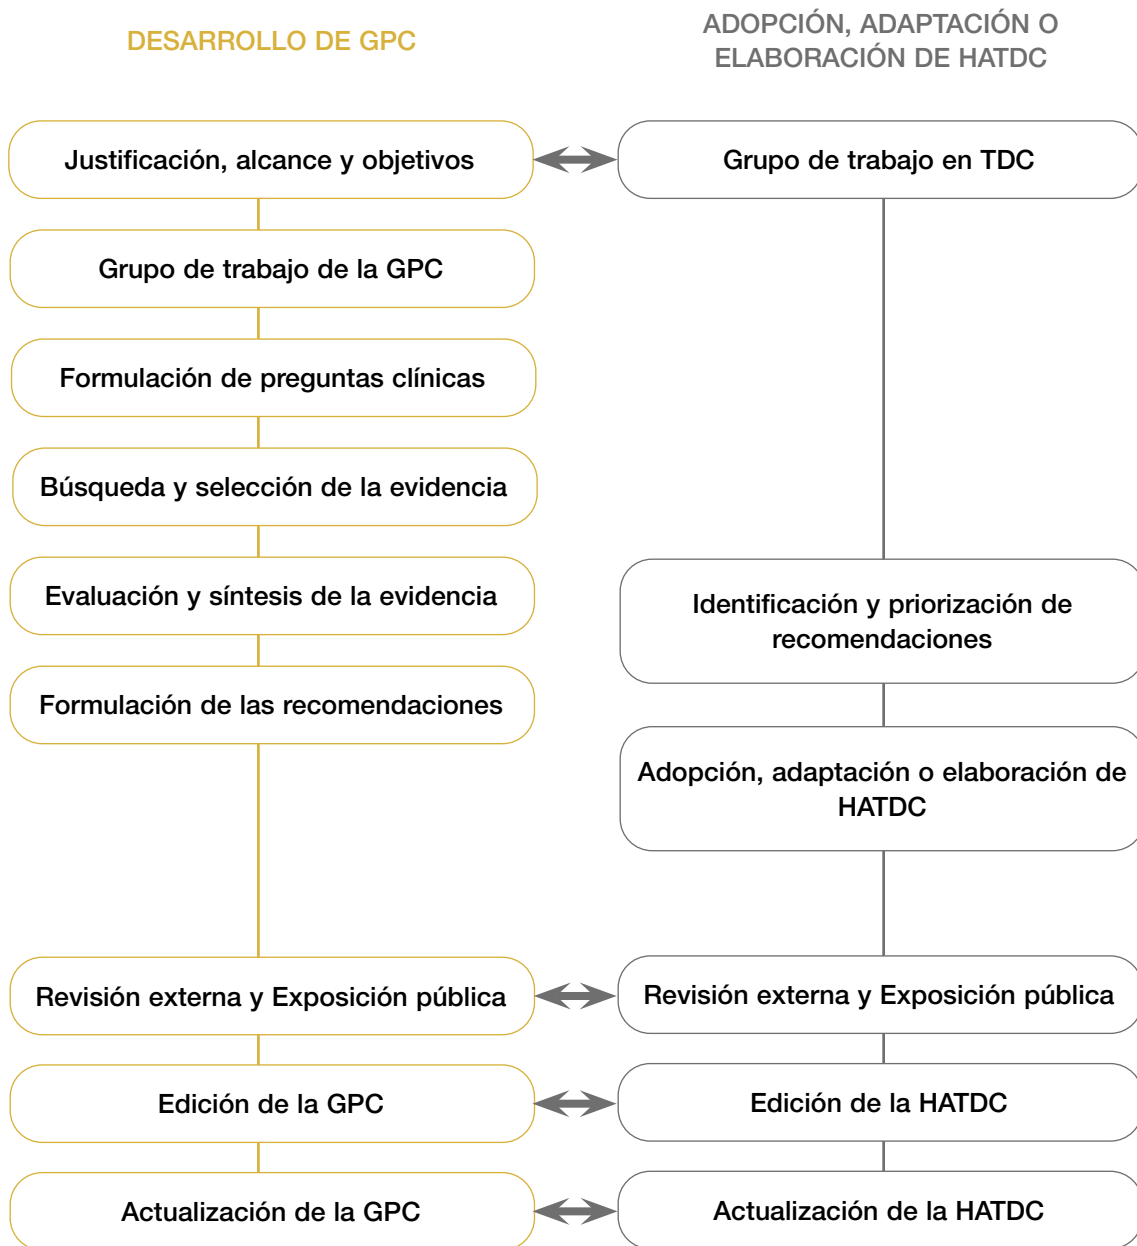 DESARROLLO DE GPC
ADOPCIÓN, ADAPTACIÓN O
ELABORACIÓN DE HATDC
Justificación, alcance y objetivos
Grupo de trabajo en TDC
Grupo de trabajo de la GPC
Formulación de preguntas clínicas
Búsqueda y selección de la evidencia
Evaluación y síntesis de la evidencia
Identificación y priorización de
recomendaciones
Formulación de las recomendaciones
Adopción, adaptación o elaboración de
HATDC
Revisión externa y Exposición pública
Revisión externa y Exposición pública
Edición de la GPC
Edición de la HATDC
Actualización de la GPC
Actualización de la HATDC